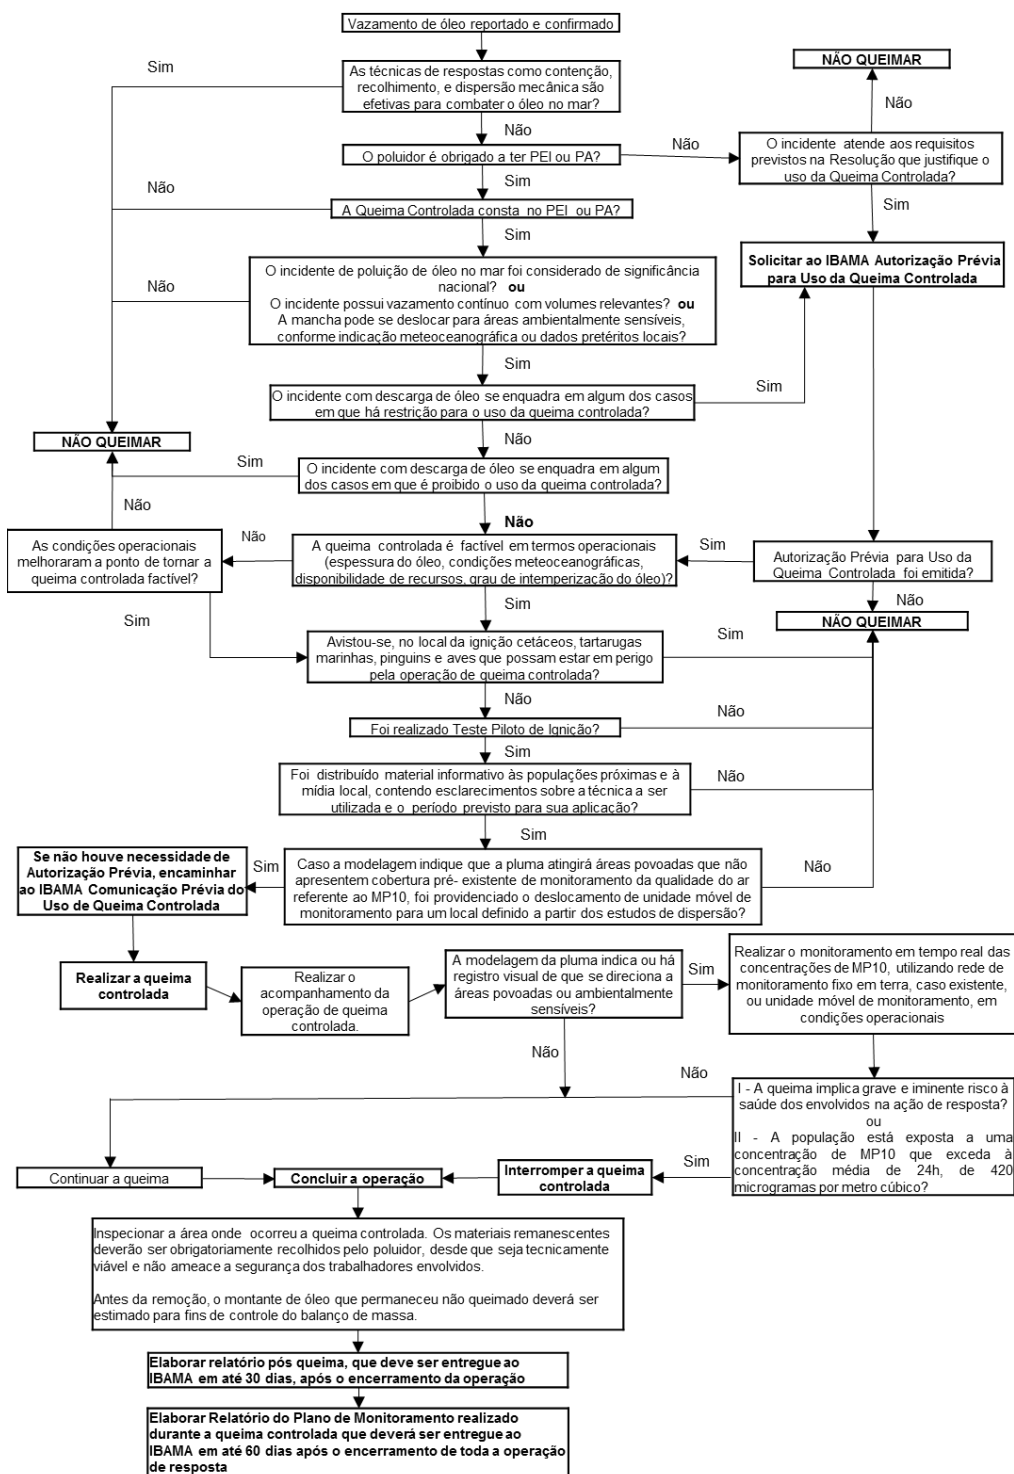 Vazamento de óleo reportado e confirmado
Sim
As técnicas de respostas como contenção,
recolhimento, e dispersão mecânica são
efetivas para combater o óleo no mar?
NÃO QUEIMAR
Não
Não
O poluidor é obrigado a ter PEI ou PA?
Não
O incidente atende aos requisitos
previstos na Resolução que justifique o
uso da Queima Controlada?
Sim
Não
A Queima Controlada consta no PEI ou PA?
Sim
Sim
O incidente de poluição de óleo no mar foi considerado de significância
nacional? ou
O incidente possui vazamento contínuo com volumes relevantes? ou
A mancha pode se deslocar para áreas ambientalmente sensíveis,
conforme indicação meteoceanográfica ou dados pretéritos locais?
Não
Solicitar ao IBAMA Autorização Prévia
para Uso da Queima Controlada
Sim
O incidente com descarga de óleo se enquadra em algum dos casos
em que há restrição para o uso da queima controlada?
Sim
NÃO QUEIMAR
Não
Sim
O incidente com descarga de óleo se enquadra em algum
dos casos em que é proibido o uso da queima controlada?
Não
Não
As condições operacionais
melhoraram a ponto de tornar a
queima controlada factível?
Não
A queima controlada é factível em termos operacionais
(espessura do óleo, condições meteoceanográficas,
disponibilidade de recursos, grau de intemperização do óleo)?
Sim
Autorização Prévia para Uso da
Queima Controlada foi emitida?
Sim
Não
NÃO QUEIMAR
Sim
Avistou-se, no local da ignição cetáceos, tartarugas
marinhas, pinguins e aves que possam estar em perigo
pela operação de queima controlada?
Sim
Não
Foi realizado Teste Piloto de Ignição?
Não
Sim
Foi distribuído material informativo às populações próximas e à
mídia local, contendo esclarecimentos sobre a técnica a ser
utilizada e o período previsto para sua aplicação?
Não
Sim
Se não houve necessidade de
Autorização Prévia, encaminhar
ao IBAMA Comunicação Prévia do
Uso de Queima Controlada
Sim
Caso a modelagem indique que a pluma atingirá áreas povoadas que não
apresentem cobertura pré- existente de monitoramento da qualidade do ar
referente ao MP10, foi providenciado o deslocamento de unidade móvel de
monitoramento para um local definido a partir dos estudos de dispersão?
Não
Realizar a queima
controlada
Realizar o
acompanhamento da
operação de queima
controlada.
A modelagem da pluma indica ou há
registro visual de que se direciona a
áreas povoadas ou ambientalmente
sensíveis?
Sim
Realizar o monitoramento em tempo real das
concentrações de MP10, utilizando rede de
monitoramento fixo em terra, caso existente,
ou unidade móvel de monitoramento, em
condições operacionais
Não
Não
I - A queima implica grave e iminente risco à
saúde dos envolvidos na ação de resposta?
ou
II - A população está exposta a uma
concentração de MP10 que exceda à
concentração média de 24h, de 420
microgramas por metro cúbico?
Sim
Continuar a queima
Concluir a operação
Interromper a queima
controlada
Inspecionar a área onde ocorreu a queima controlada. Os materiais remanescentes
deverão ser obrigatoriamente recolhidos pelo poluidor, desde que seja tecnicamente
viável e não ameace a segurança dos trabalhadores envolvidos.
Antes da remoção, o montante de óleo que permaneceu não queimado deverá ser
estimado para fins de controle do balanço de massa.
Elaborar relatório pós queima, que deve ser entregue ao
IBAMA em até 30 dias, após o encerramento da operação
Elaborar Relatório do Plano de Monitoramento realizado
durante a queima controlada que deverá ser entregue ao
IBAMA em até 60 dias após o encerramento de toda a operação
de resposta